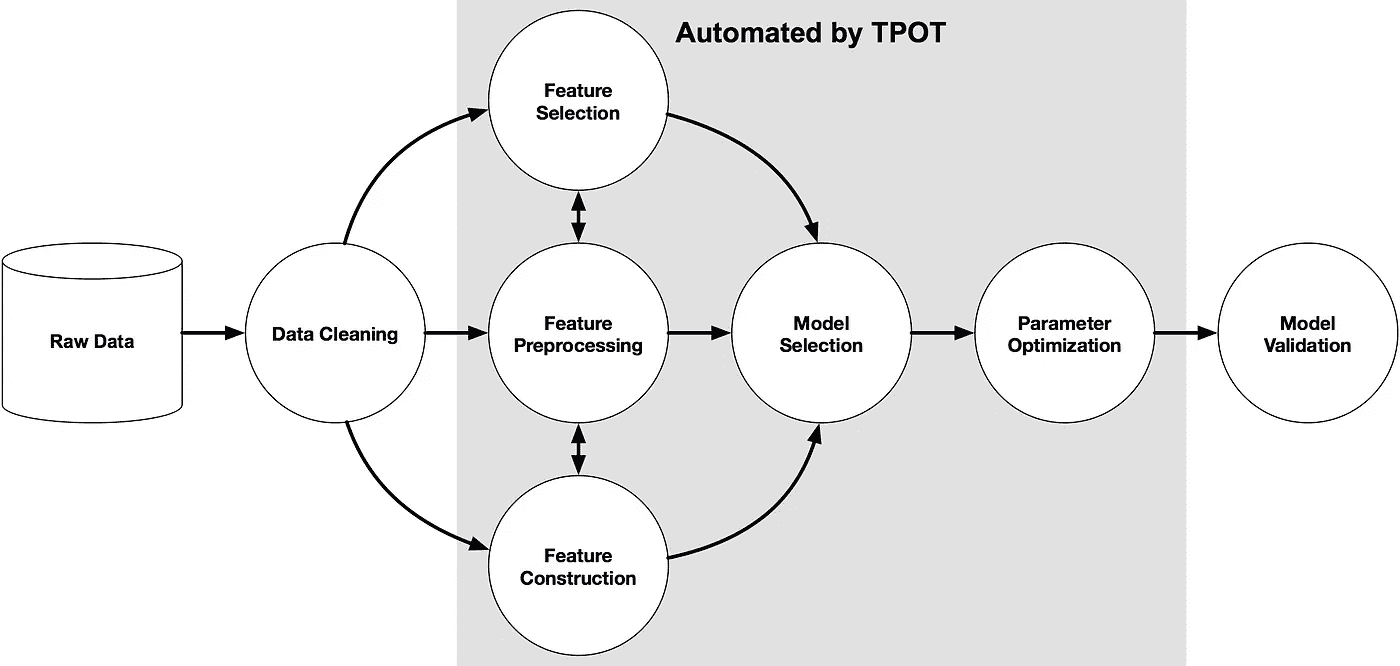 Automated by TPOT
Feature
Selection
Raw Data
Data Cleaning
Feature
Preprocessing
Model
Selection
Parameter
Optimization
Model
Validation
Feature
Construction